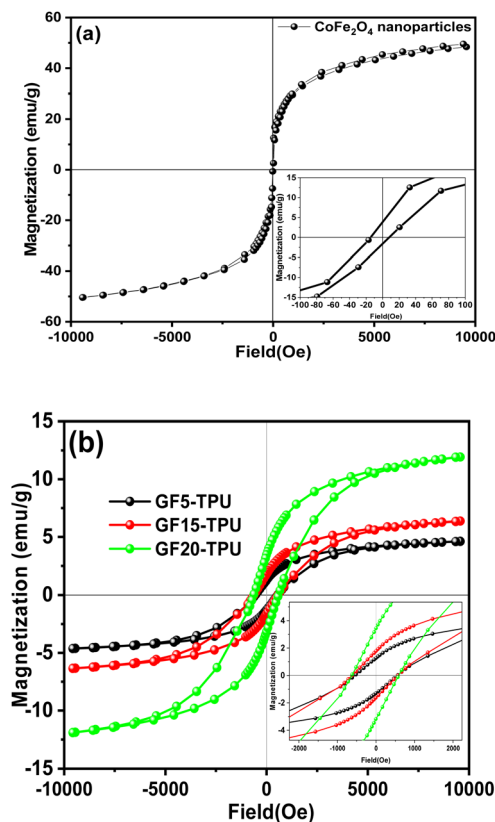 (a)
CoFe₂O₄ nanoparticles
Magnetization (emu/g)
60
40
20
0
-20
-40
-60
-10000 -5000 0 5000 10000
Field(Oe)
Magnetization (emu/g)
15
10
5
0
-5
-10
-15
-100 -80 -60 -40 -20 0 20 40 60 80 100
Field(Oe)
(b)
GF5-TPU
GF15-TPU
GF20-TPU
Magnetization (emu/g)
15
10
5
0
-5
-10
-15
-10000 -5000 0 5000 10000
Field(Oe)
Magnetization (emu/g)
4
2
0
-2
-4
-2000 -1000 0 1000 2000
Field(Oe)